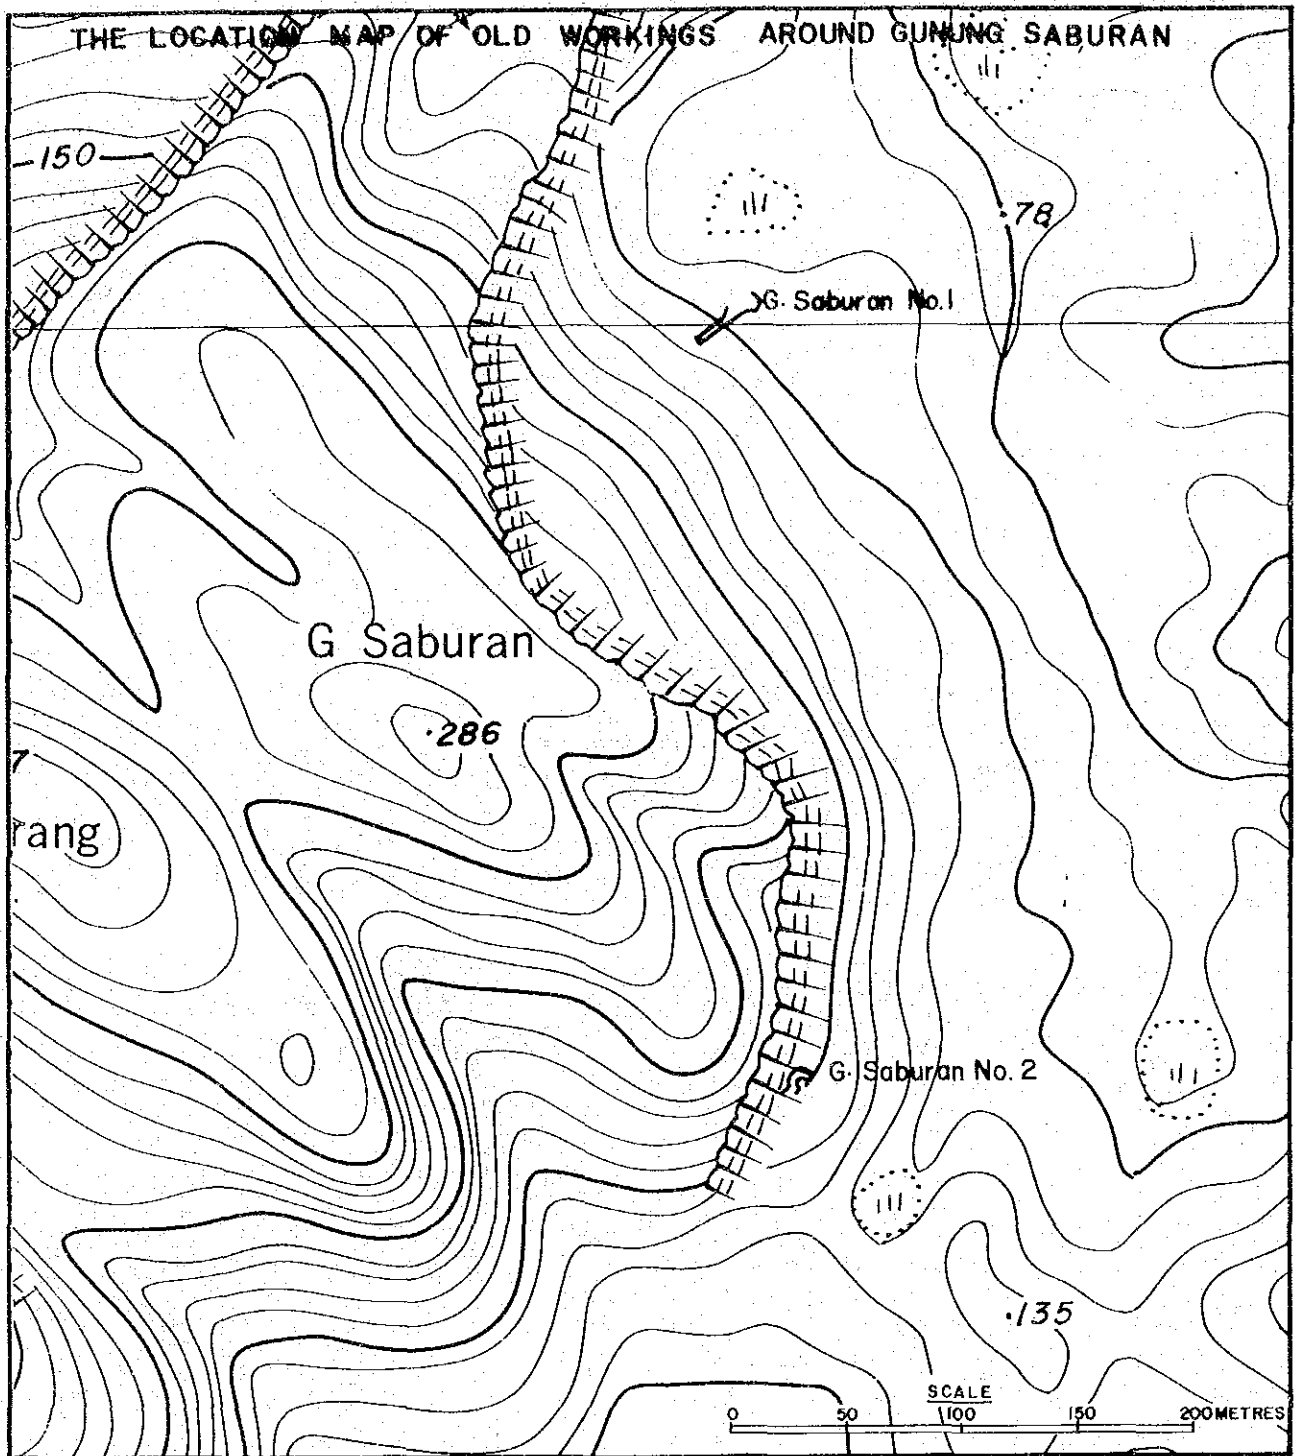 THE LOCATION MAP OF OLD WORKINGS AROUND GUNUNG SABURAN
150
78
G. Saburan No.1
G Saburan
286
7
rang
G. Saburan No. 2
135
SCALE
0 50 100 150 200 METRES